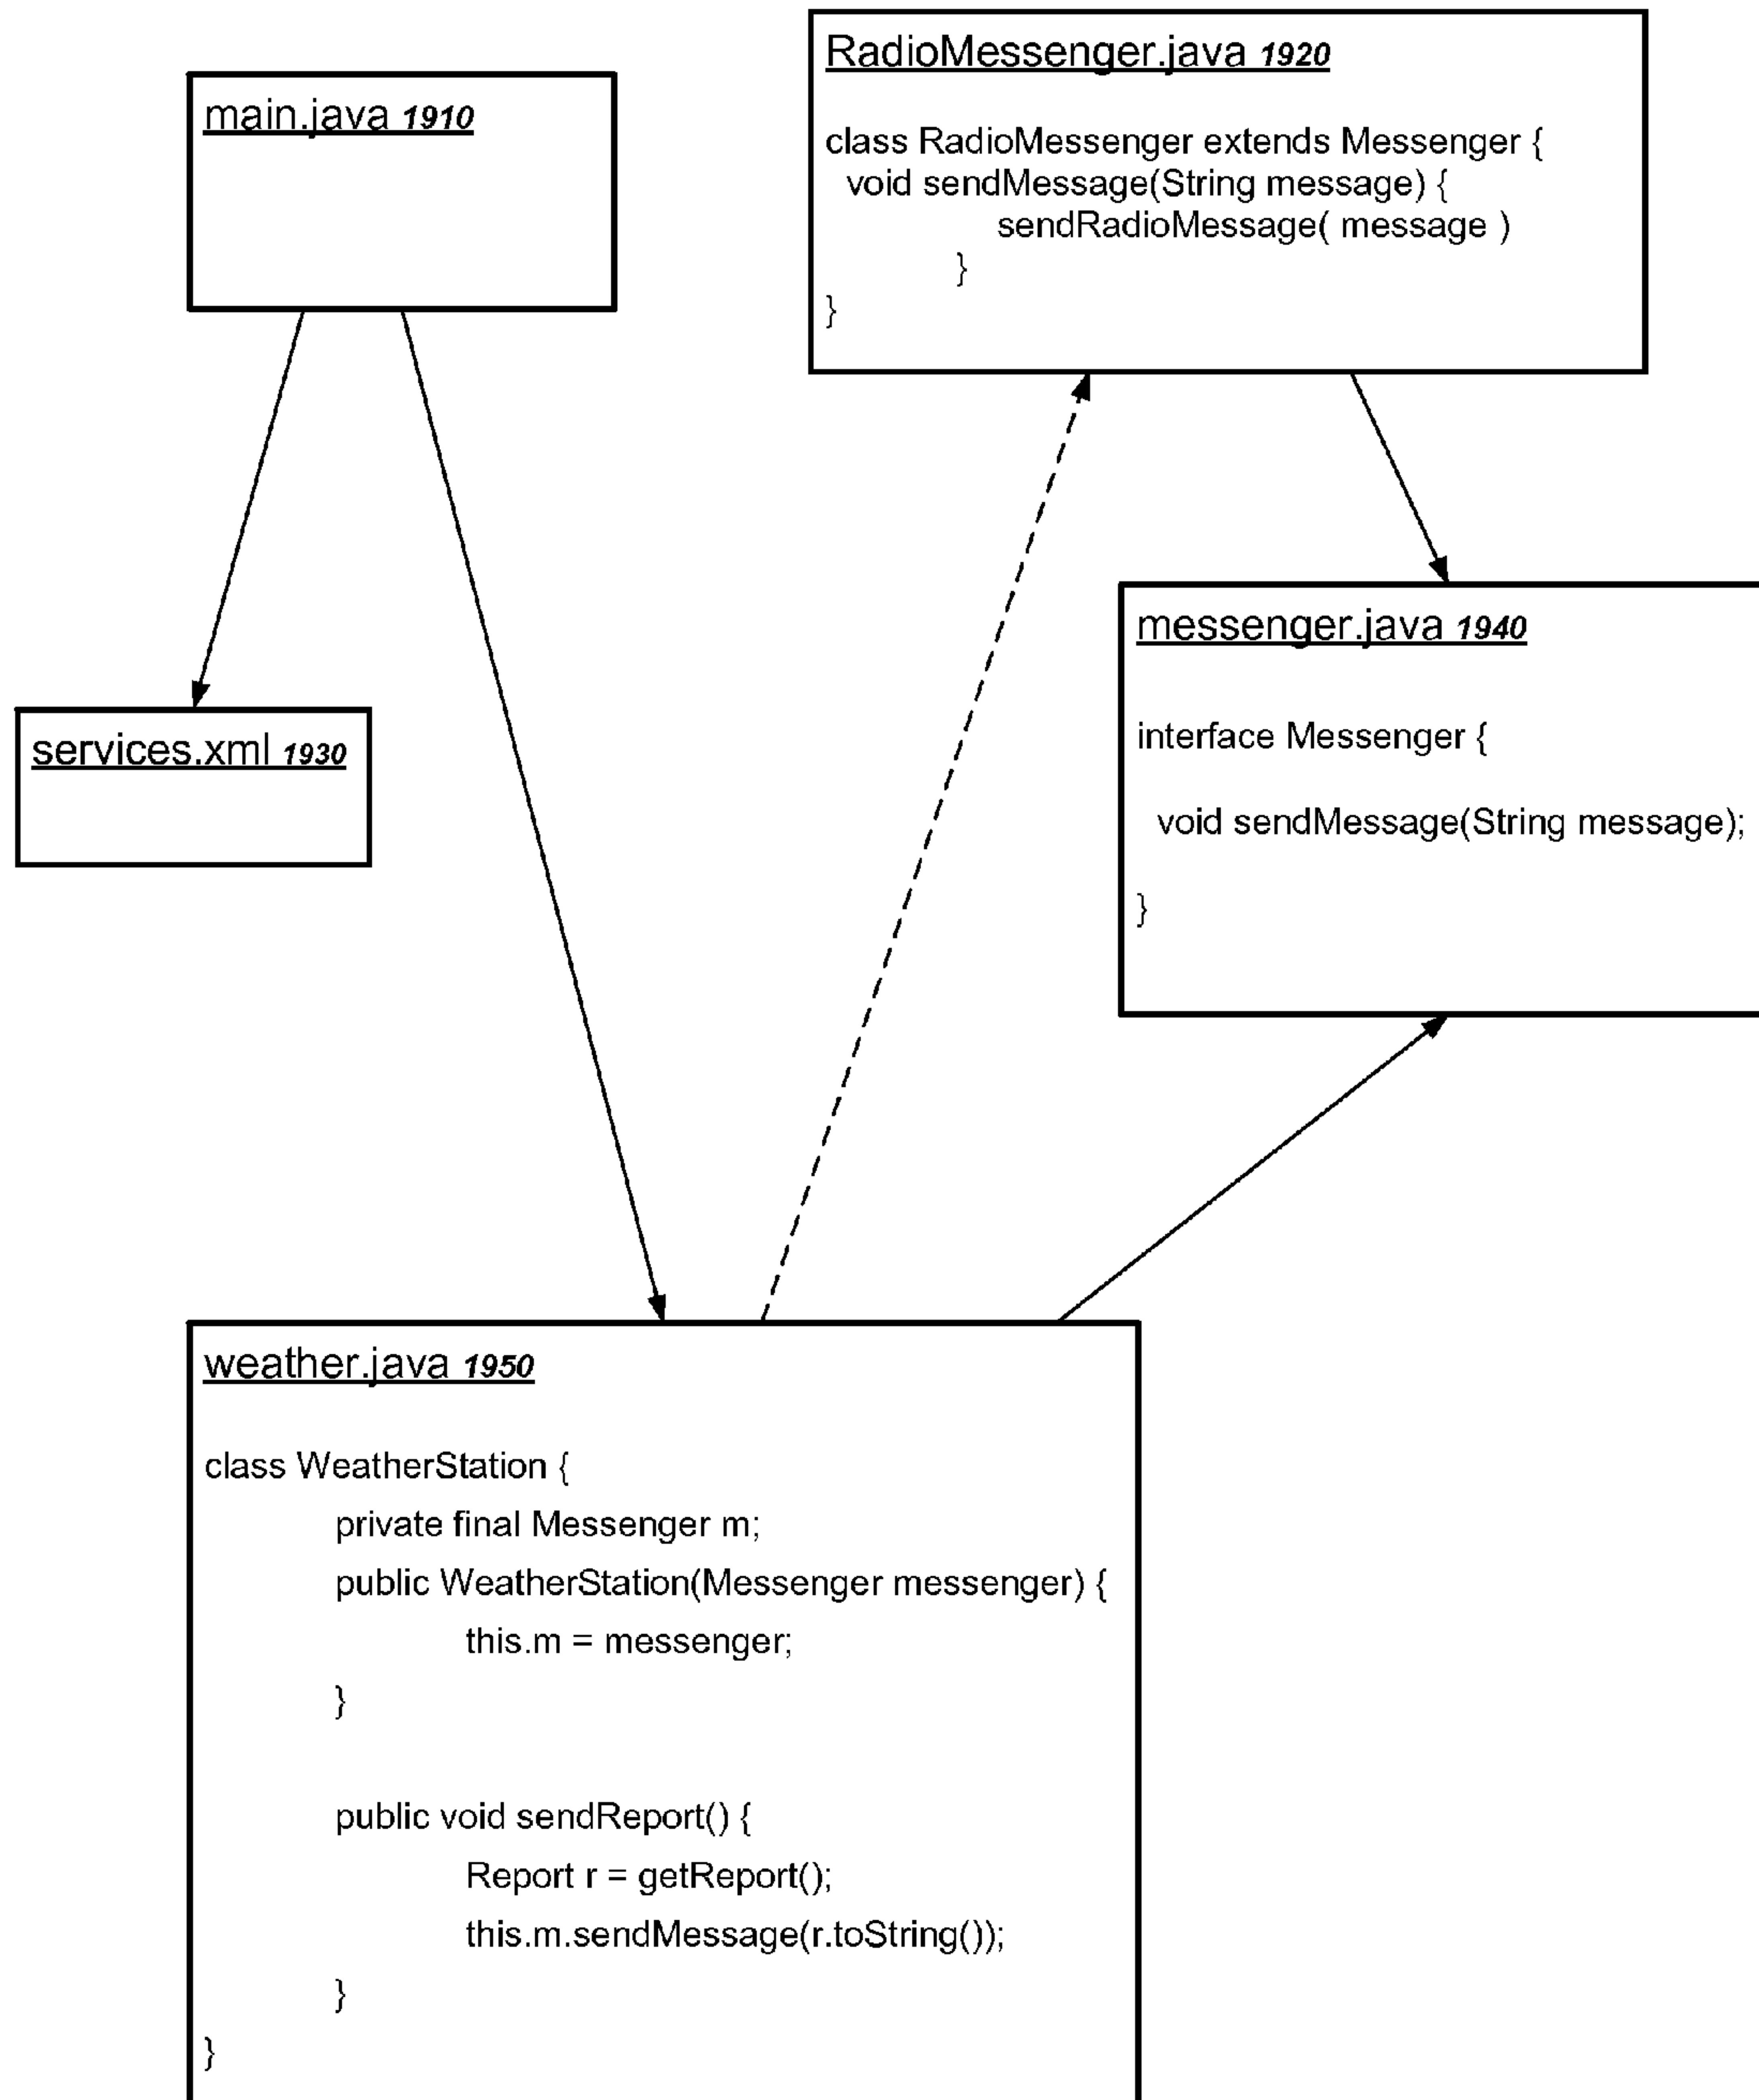 main.java 1910
RadioMessenger.java 1920
class RadioMessenger extends Messenger {
void sendMessage(String message) {
sendRadioMessage( message )
}
}
services.xml 1930
messenger.java 1940
interface Messenger {
void sendMessage(String message);
}
weather.java 1950
class WeatherStation {
private final Messenger m;
public WeatherStation(Messenger messenger) {
this.m = messenger;
}
public void sendReport() {
Report r = getReport();
this.m.sendMessage(r.toString());
}
}